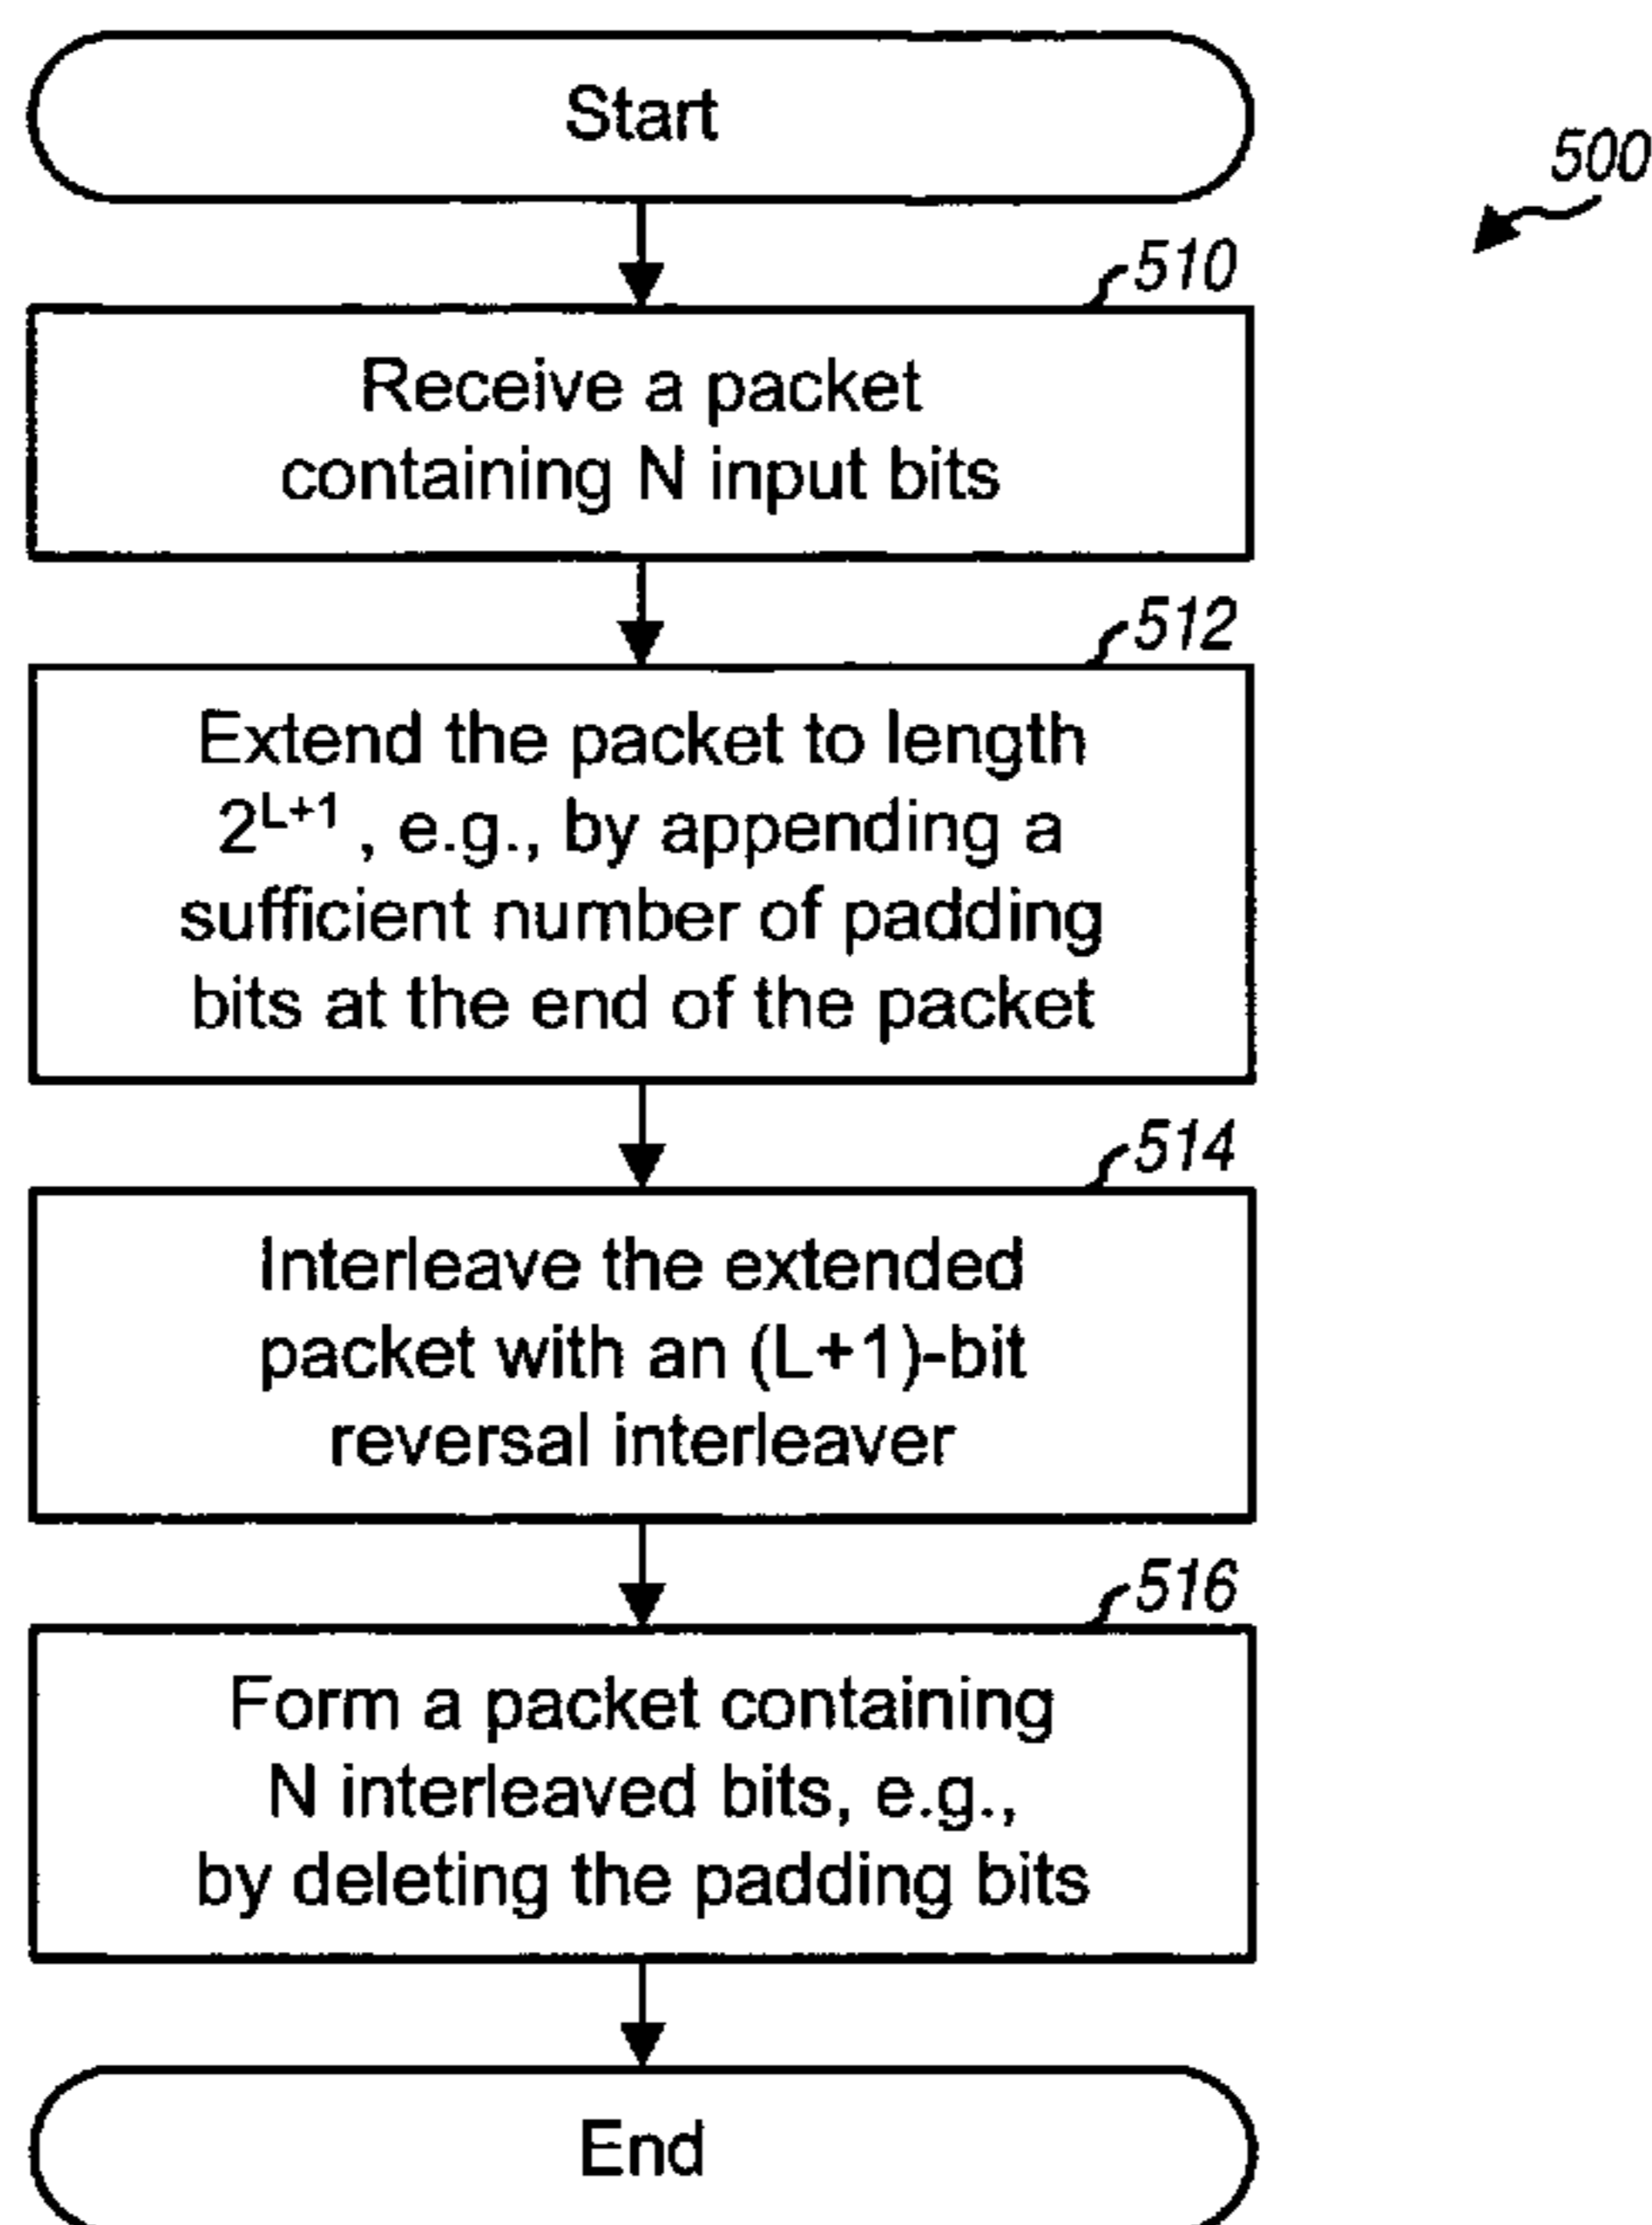 Start
500
510
Receive a packet
containing N input bits
512
Extend the packet to length
2^{L+1} , e.g., by appending a
sufficient number of padding
bits at the end of the packet
514
Interleave the extended
packet with an (L+1)-bit
reversal interleaver
516
Form a packet containing
N interleaved bits, e.g.,
by deleting the padding bits
End